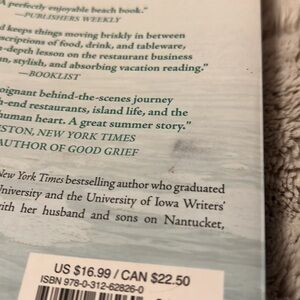 A perfectly enjoyable beach book."
—PUBLISHERS WEEKLY
d keeps things moving briskly in between
scriptions of food, drink, and tableware,
n-depth lesson on the restaurant business
un, stylish, and absorbing vacation reading."
—BOOKLIST
oignant behind-the-scenes journey
h-end restaurants, island life, and the
human heart. A great summer story."
ESTON, NEW YORK TIMES
AUTHOR OF GOOD GRIEF
New York Times bestselling author who graduated
University and the University of Iowa Writers'
with her husband and sons on Nantucket,
US $16.99 / CAN $22.50
ISBN 978-0-312-62826-0